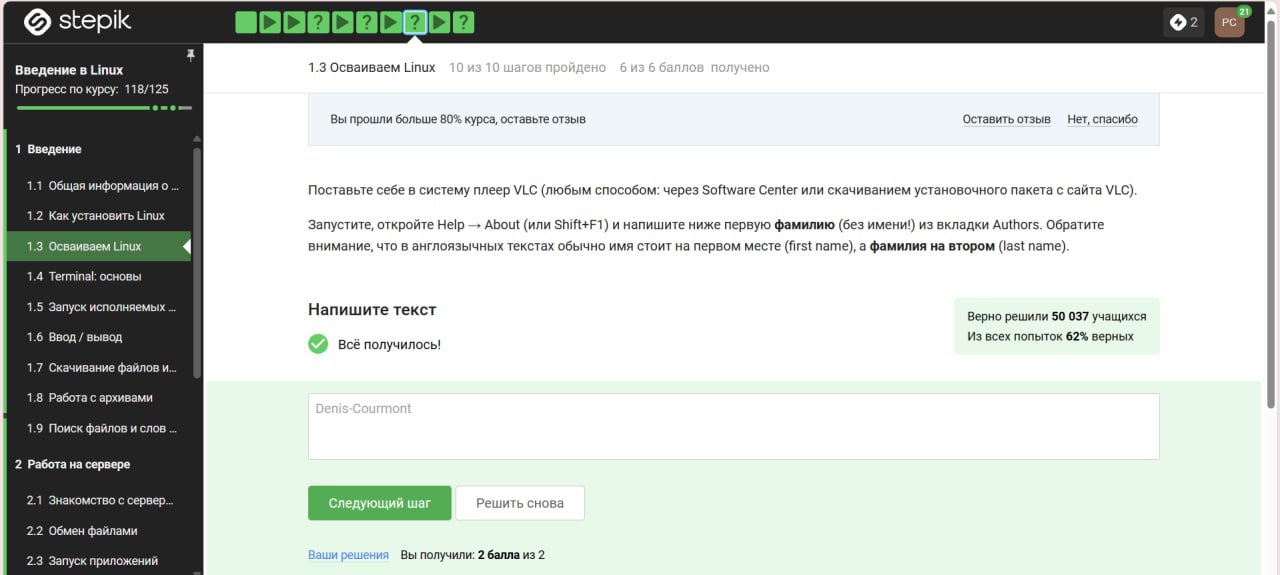 stepik
2
РС
21
Введение в Linux
Прогресс по курсу: 118/125
1 Введение
1.1 Общая информация о ...
1.2 Как установить Linux
1.3 Осваиваем Linux
1.4 Terminal: основы
1.5 Запуск исполняемых ...
1.6 Ввод / вывод
1.7 Скачивание файлов и...
1.8 Работа с архивами
1.9 Поиск файлов и слов ...
2 Работа на сервере
2.1 Знакомство с сервер...
2.2 Обмен файлами
2.3 Запуск приложений
1.3 Осваиваем Linux 10 из 10 шагов пройдено 6 из 6 баллов получено
Вы прошли больше 80% курса, оставьте отзыв Оставить отзыв Нет, спасибо
Поставьте себе в систему плеер VLC (любым способом: через Software Center или скачиванием установочного пакета с сайта VLC).
Запустите, откройте Help → About (или Shift+F1) и напишите ниже первую фамилию (без имени!) из вкладки Authors. Обратите
внимание, что в англоязычных текстах обычно имя стоит на первом месте (first name), а фамилия на втором (last name).
Напишите текст
Всё получилось!
Верно решили 50 037 учащихся
Из всех попыток 62% верных
Denis-Courmont
Следующий шаг Решить снова
Ваши решения Вы получили: 2 балла из 2